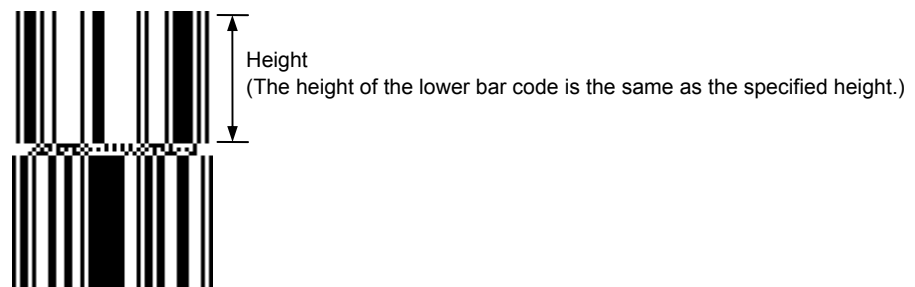 Height
(The height of the lower bar code is the same as the specified height.)